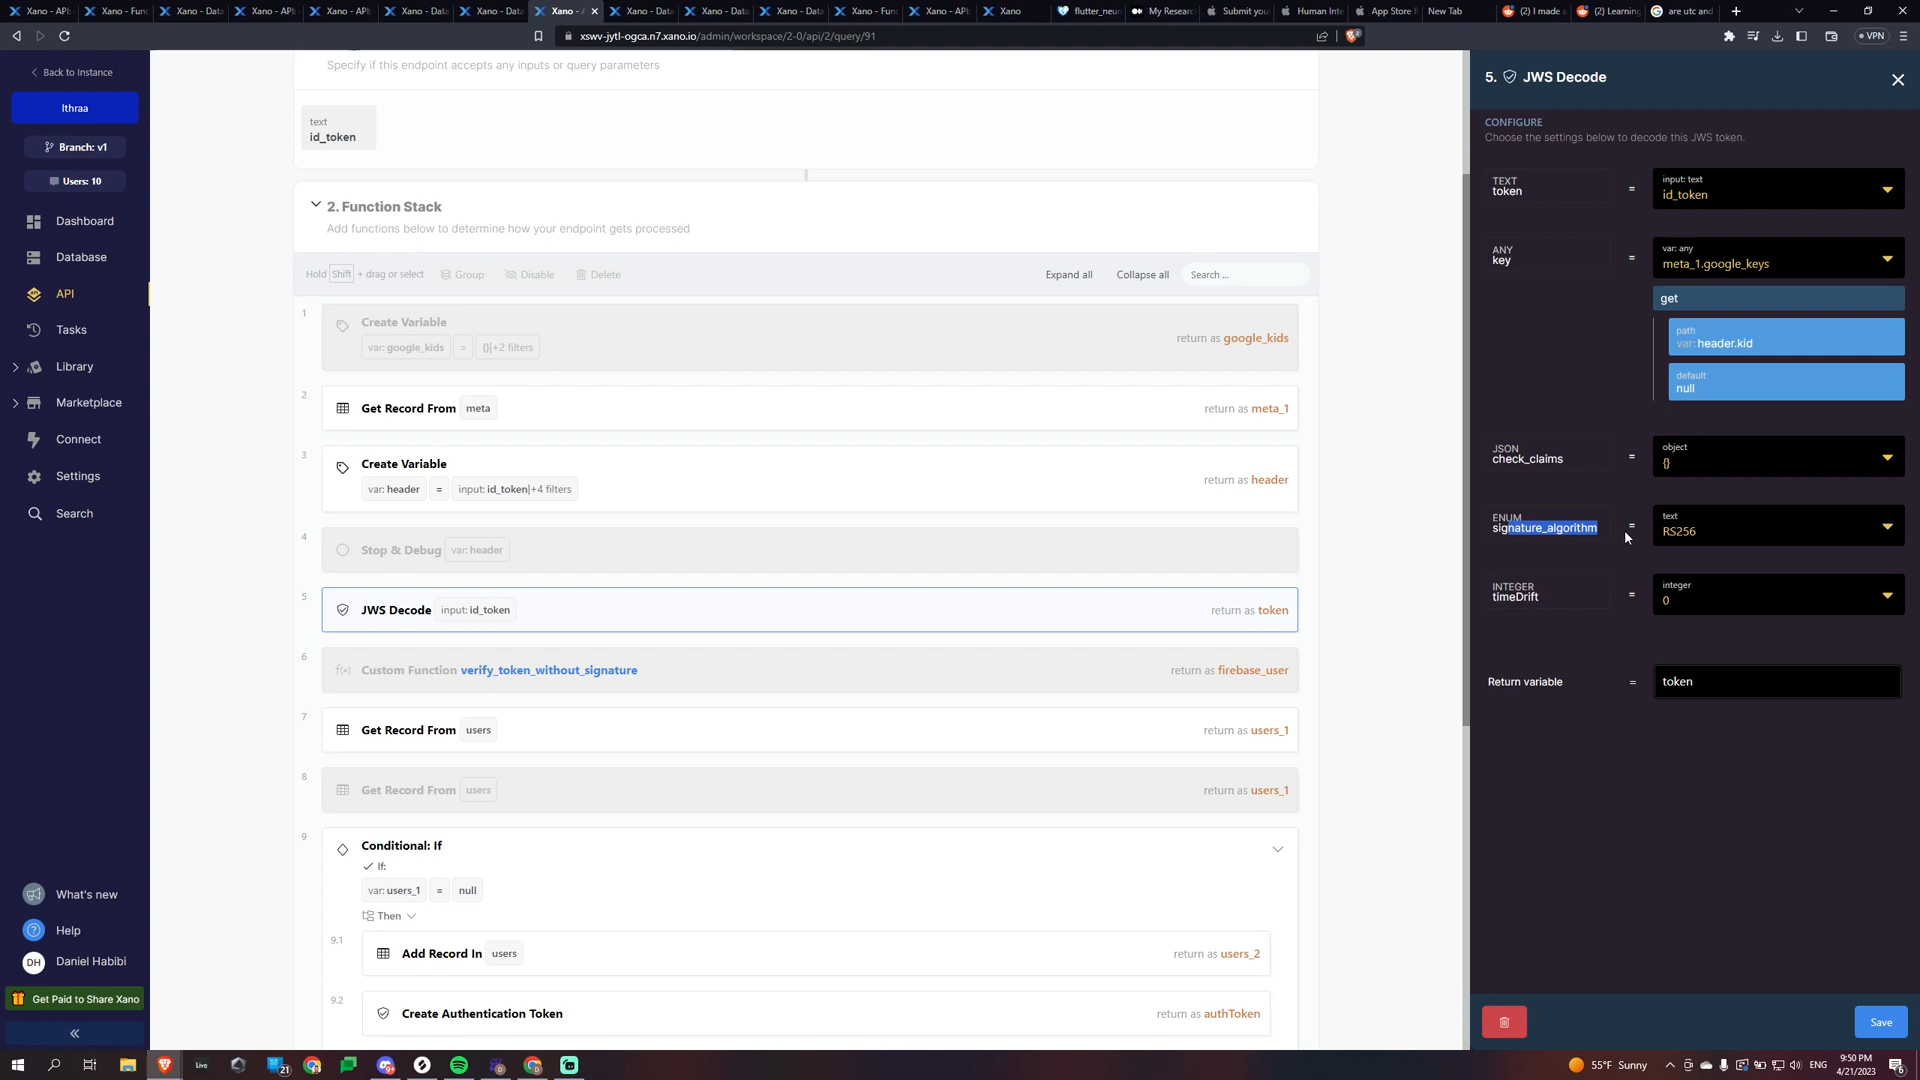 Xano - API:
Xano - Func
Xano - Data
Xano - API:
Xano - API:
Xano - Data
Xano - Data
Xano - A
Xano - Data
Xano - Data
Xano - Data
Xano - Func
Xano - API:
Xano
flutter_neu
My Researc
Submit you
Human Inte
App Store R
New Tab
(2) I made a
(2) Learning
are utc and
xswv-jytl-ogca.n7.xano.io/admin/workspace/2-0/api/2/query/91
VPN
Back to Instance
Ithraa
Branch: v1
Users: 10
Dashboard
Database
API
Tasks
Library
Marketplace
Connect
Settings
Search
What's new
Help
DH Daniel Habibi
Get Paid to Share Xano
Specify if this endpoint accepts any inputs or query parameters
text
id_token
2. Function Stack
Add functions below to determine how your endpoint gets processed
Hold Shift + drag or select
Group
Disable
Delete
Expand all
Collapse all
Search ...
1
Create Variable
var: google_kids = {}|+2 filters
return as google_kids
2
Get Record From meta
return as meta_1
3
Create Variable
var: header = input: id_token|+4 filters
return as header
4
Stop & Debug var: header
5
JWS Decode input: id_token
return as token
6
f(x) Custom Function verify_token_without_signature
return as firebase_user
7
Get Record From users
return as users_1
8
Get Record From users
return as users_1
9
Conditional: If
If:
var: users_1 = null
Then
9.1
Add Record In users
return as users_2
9.2
Create Authentication Token
return as authToken
5. JWS Decode
CONFIGURE
Choose the settings below to decode this JWS token.
TEXT
token
=
input: text
id_token
ANY
key
=
var: any
meta_1.google_keys
get
path
var: header.kid
default
null
JSON
check_claims
=
object
{}
ENUM
signature_algorithm
=
text
RS256
INTEGER
timeDrift
=
integer
0
Return variable
=
token
Save
Live
21
55°F Sunny
ENG
9:50 PM
4/21/2023
6